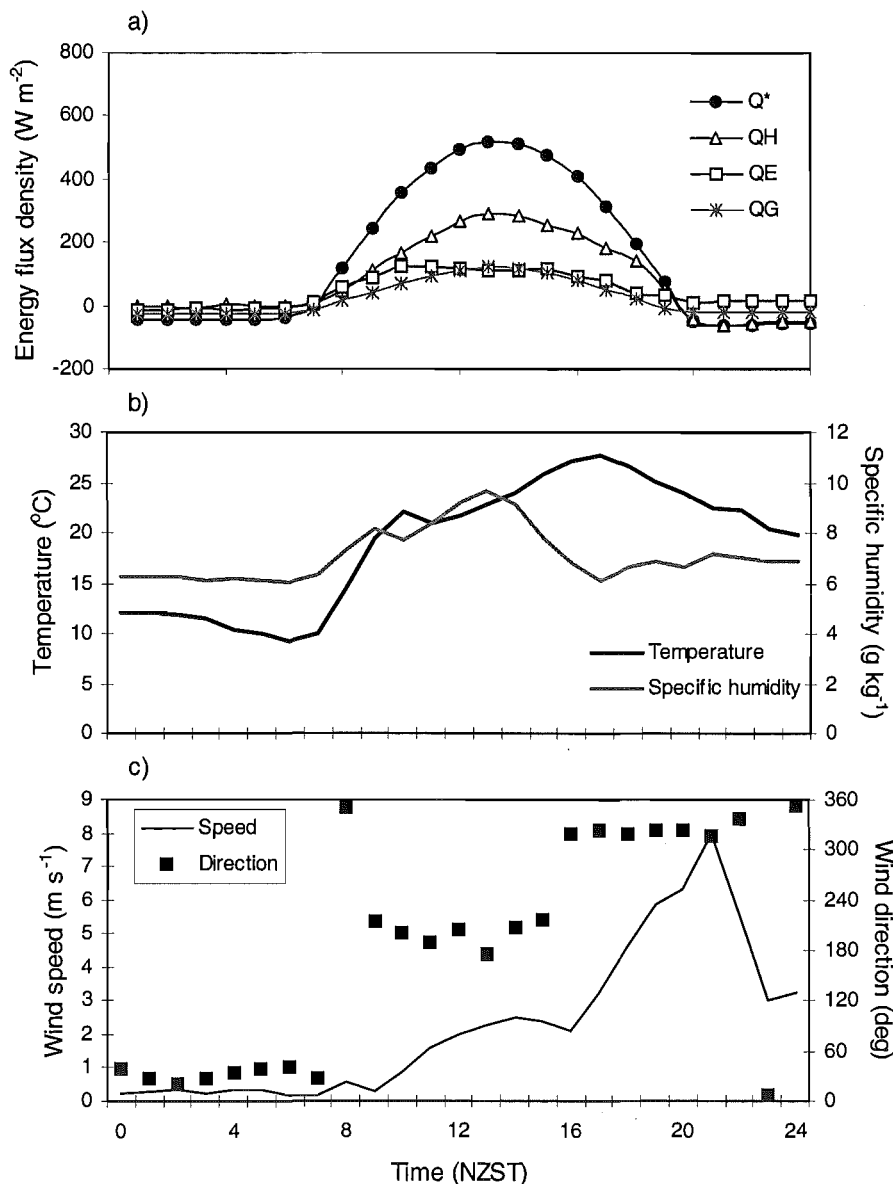 a)
Energy flux density (W m⁻²)
800
600
400
200
0
-200
Q*
QH
QE
QG
b)
Temperature (⁰C)
30
25
20
15
10
5
0
Temperature
Specific humidity
12
10
8
6
4
2
0
Specific humidity (g kg⁻¹)
c)
Wind speed (m s⁻¹)
9
8
7
6
5
4
3
2
1
0
Speed
Direction
360
300
240
180
120
60
0
Wind direction (deg)
0 4 8 12 16 20 24
Time (NZST)